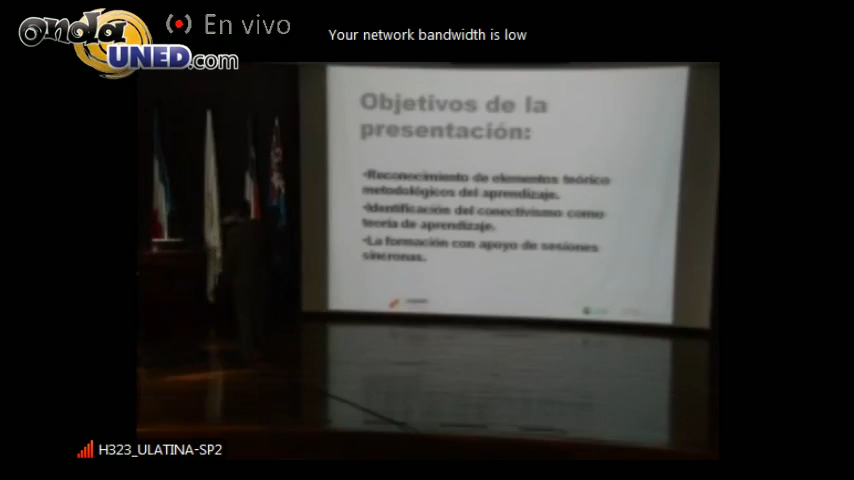 onda
UNED.com
En vivo
Your network bandwidth is low
Objetivos de la
presentación:
•Reconocimiento de elementos teórico
metodológicos del aprendizaje.
•Identificación del conectivismo como
teoría de aprendizaje.
•La formación con apoyo de sesiones
síncronas.
H323_ULATINA-SP2